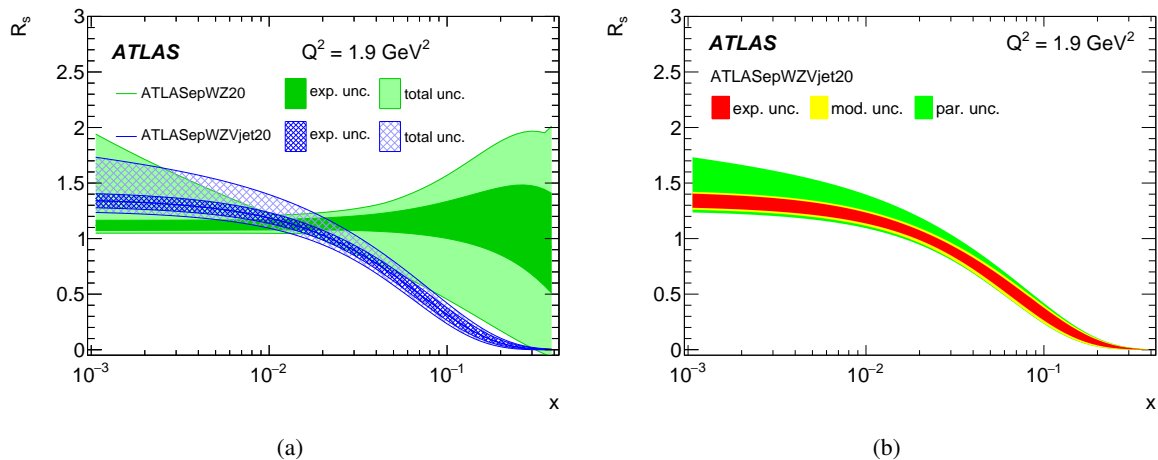 R_s
3
2.5
2
1.5
1
0.5
0
ATLAS
Q² = 1.9 GeV²
ATLASepWZ20 exp. unc. total unc.
ATLASepWZVjet20 exp. unc. total unc.
10⁻³ 10⁻² 10⁻¹
x
(a)
R_s
3
2.5
2
1.5
1
0.5
0
ATLAS
Q² = 1.9 GeV²
ATLASepWZVjet20
exp. unc. mod. unc. par. unc.
10⁻³ 10⁻² 10⁻¹
x
(b)